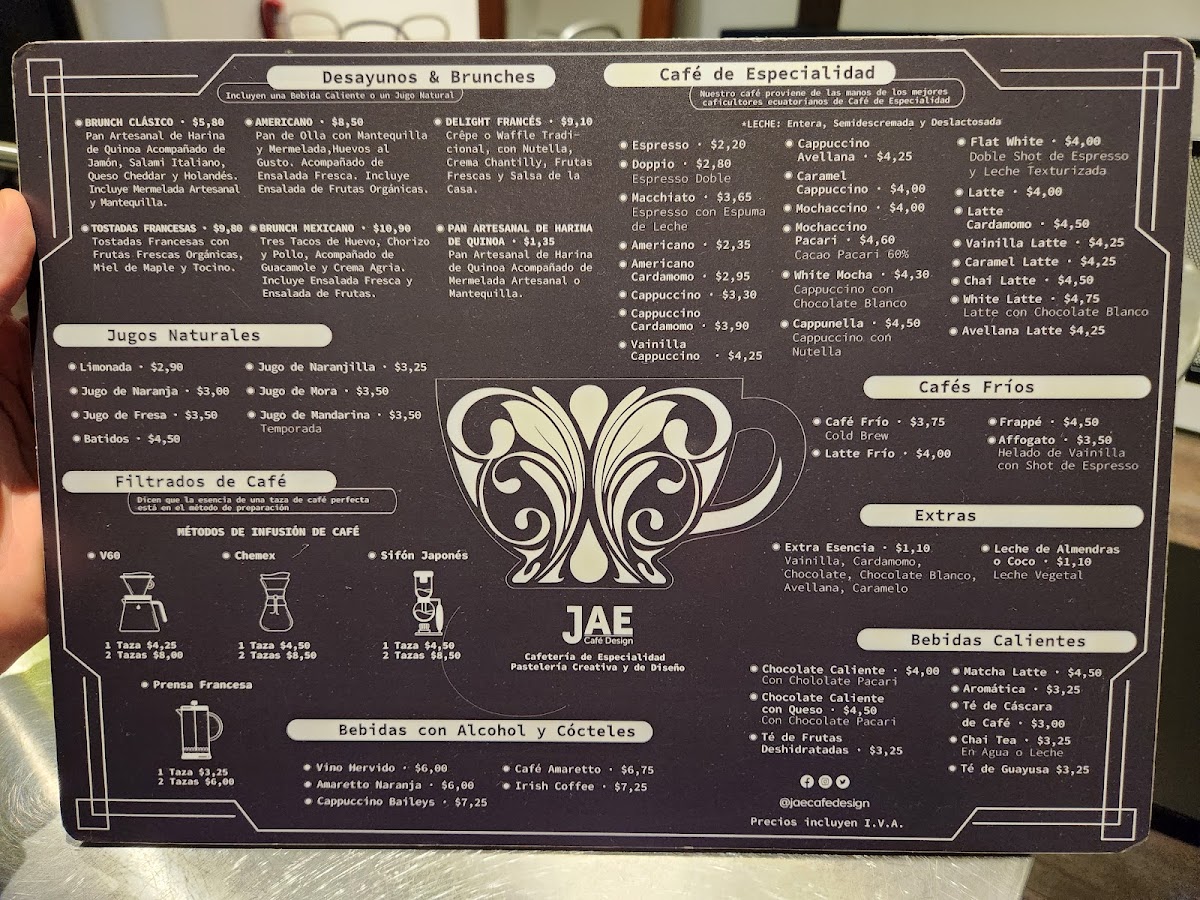 Desayunos & Brunches
Incluyen una Bebida Caliente o un Jugo Natural
BRUNCH CLÁSICO · $5,80
Pan Artesanal de Harina
de Quinoa Acompañado de
Jamón, Salami Italiano,
Queso Cheddar y Holandés.
Incluye Mermelada Artesanal
y Mantequilla.
AMERICANO · $8,50
Pan de Olla con Mantequilla
y Mermelada,Huevos al
Gusto. Acompañado de
Ensalada Fresca. Incluye
Ensalada de Frutas Orgánicas.
DELIGHT FRANCÉS · $9,10
Crêpe o Waffle Tradi-
cional, con Nutella,
Crema Chantilly, Frutas
Frescas y Salsa de la
Casa.
TOSTADAS FRANCESAS · $9,80
Tostadas Francesas con
Frutas Frescas Orgánicas,
Miel de Maple y Tocino.
BRUNCH MEXICANO · $10,90
Tres Tacos de Huevo, Chorizo
y Pollo, Acompañado de
Guacamole y Crema Agria.
Incluye Ensalada Fresca y
Ensalada de Frutas.
PAN ARTESANAL DE HARINA
DE QUINOA · $1,35
Pan Artesanal de Harina
de Quinoa Acompañado de
Mermelada Artesanal o
Mantequilla.
Café de Especialidad
Nuestro café proviene de las manos de los mejores
caficultores ecuatorianos de Café de Especialidad
*LECHE: Entera, Semidescremada y Deslactosada
Espresso · $2,20
Doppio · $2,80
Espresso Doble
Macchiato · $3,65
Espresso con Espuma
de Leche
Americano · $2,35
Americano
Cardamomo · $2,95
Cappuccino · $3,30
Cappuccino
Cardamomo · $3,90
Vainilla
Cappuccino · $4,25
Cappuccino
Avellana · $4,25
Caramel
Cappuccino · $4,00
Mochaccino · $4,00
Mochaccino
Pacari · $4,60
Cacao Pacari 60%
White Mocha · $4,30
Cappuccino con
Chocolate Blanco
Cappunella · $4,50
Cappuccino con
Nutella
Flat White · $4,00
Doble Shot de Espresso
y Leche Texturizada
Latte · $4,00
Latte
Cardamomo · $4,50
Vainilla Latte · $4,25
Caramel Latte · $4,25
Chai Latte · $4,50
White Latte · $4,75
Latte con Chocolate Blanco
Avellana Latte $4,25
Jugos Naturales
Limonada · $2,90
Jugo de Naranja · $3,00
Jugo de Fresa · $3,50
Batidos · $4,50
Jugo de Naranjilla · $3,25
Jugo de Mora · $3,50
Jugo de Mandarina · $3,50
Temporada
Cafés Fríos
Café Frío · $3,75
Cold Brew
Latte Frío · $4,00
Frappé · $4,50
Affogato · $3,50
Helado de Vainilla
con Shot de Espresso
Filtrados de Café
Dicen que la esencia de una taza de café perfecta
está en el método de preparación
MÉTODOS DE INFUSIÓN DE CAFÉ
V60
1 Taza $4,25
2 Tazas $8,00
Chemex
1 Taza $4,50
2 Tazas $8,50
Sifón Japonés
1 Taza $4,50
2 Tazas $8,50
Prensa Francesa
1 Taza $3,25
2 Tazas $6,00
Extras
Extra Esencia · $1,10
Vainilla, Cardamomo,
Chocolate, Chocolate Blanco,
Avellana, Caramelo
Leche de Almendras
o Coco · $1,10
Leche Vegetal
JAE
Café Design
Cafetería de Especialidad
Pastelería Creativa y de Diseño
Bebidas Calientes
Chocolate Caliente · $4,00
Con Chololate Pacari
Chocolate Caliente
con Queso · $4,50
Con Chocolate Pacari
Té de Frutas
Deshidratadas · $3,25
Matcha Latte · $4,50
Aromática · $3,25
Té de Cáscara
de Café · $3,00
Chai Tea · $3,25
En Agua o Leche
Té de Guayusa $3,25
Bebidas con Alcohol y Cócteles
Vino Hervido · $6,00
Amaretto Naranja · $6,00
Cappuccino Baileys · $7,25
Café Amaretto · $6,75
Irish Coffee · $7,25
@jaecafedesign
Precios incluyen I.V.A.